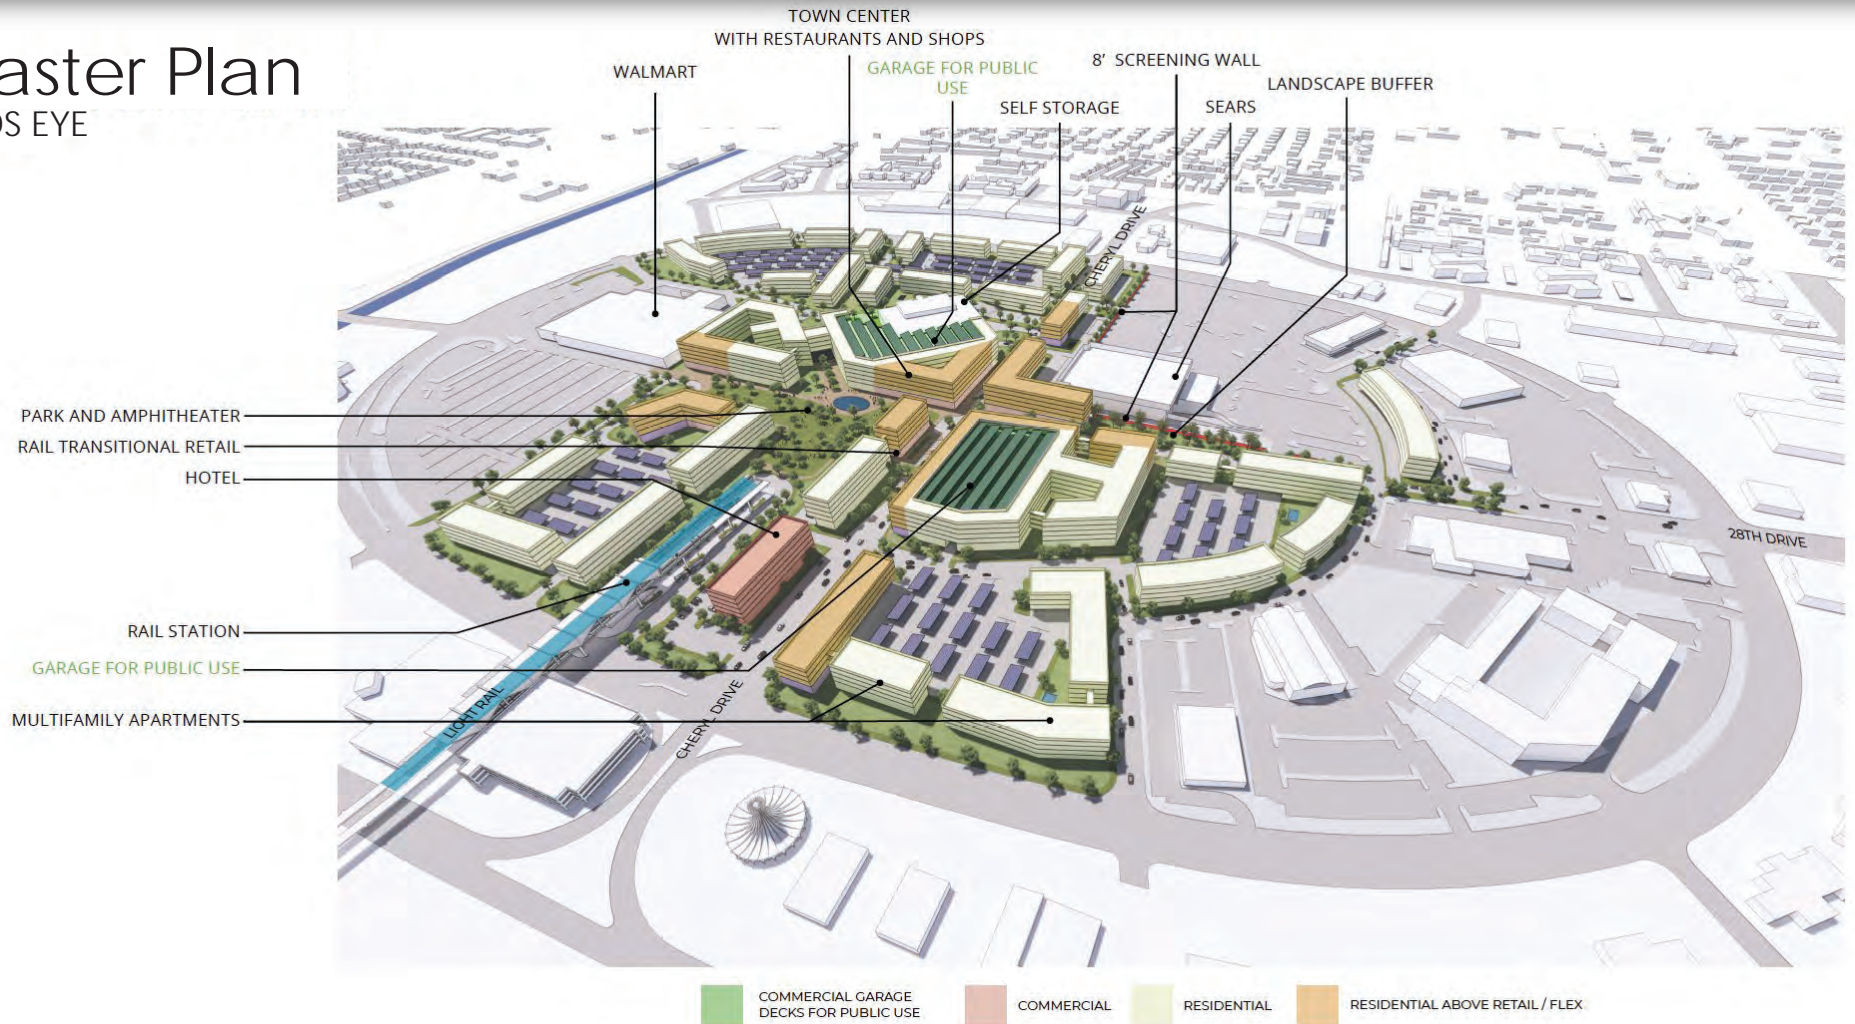 aster Plan
DS EYE
TOWN CENTER
WITH RESTAURANTS AND SHOPS
WALMART
GARAGE FOR PUBLIC
USE
8' SCREENING WALL
LANDSCAPE BUFFER
SELF STORAGE
SEARS
CHERYL DRIVE
PARK AND AMPHITHEATER
RAIL TRANSITIONAL RETAIL
HOTEL
28TH DRIVE
RAIL STATION
GARAGE FOR PUBLIC USE
MULTIFAMILY APARTMENTS
LIGHT RAIL
CHERYL DRIVE
COMMERCIAL GARAGE
DECKS FOR PUBLIC USE
COMMERCIAL
RESIDENTIAL
RESIDENTIAL ABOVE RETAIL / FLEX